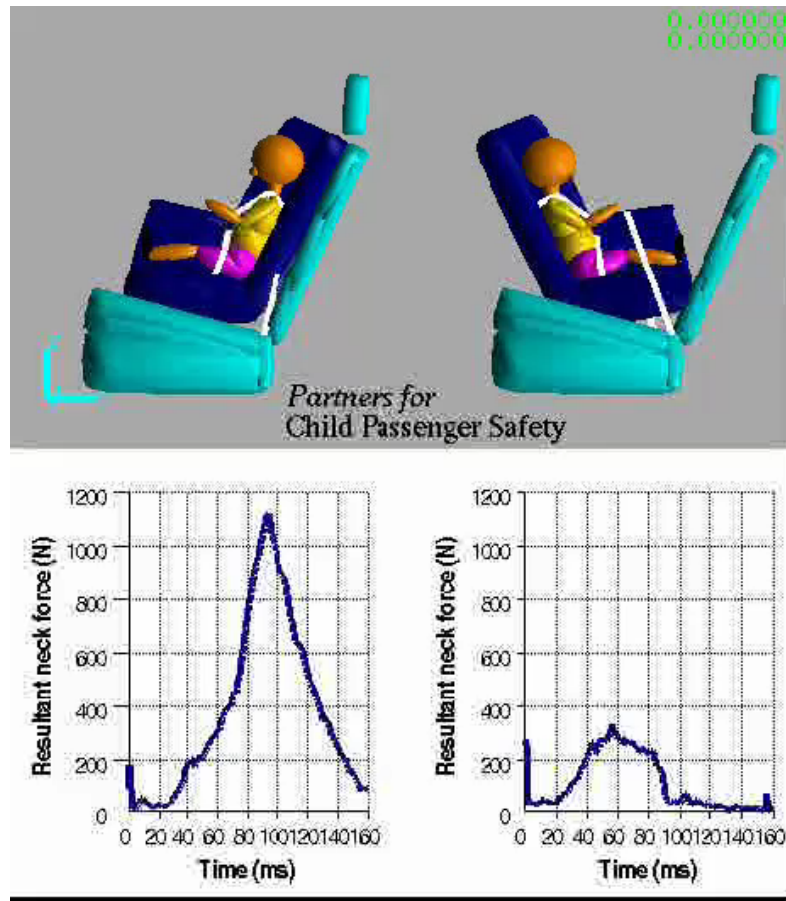 0.000000
0.000000
Partners for
Child Passenger Safety
1200
1000
800
600
400
200
0
Resultant neck force (N)
0 20 40 60 80 100120140160
Time (ms)
1200
1000
800
600
400
200
0
Resultant neck force (N)
0 20 40 60 80 100120140160
Time (ms)